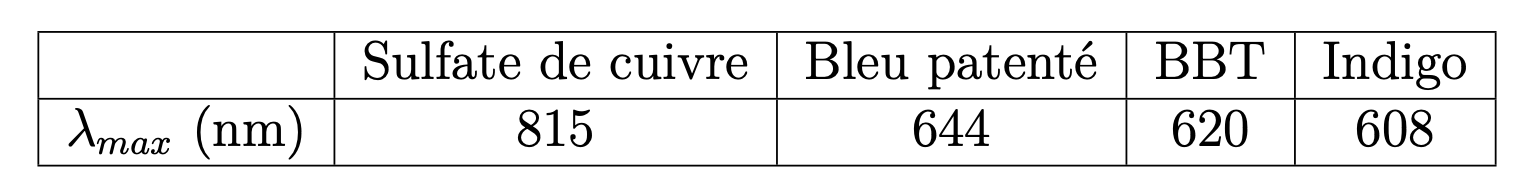 Sulfate de cuivre Bleu patenté BBT Indigo
λmax (nm) 815 644 620 608